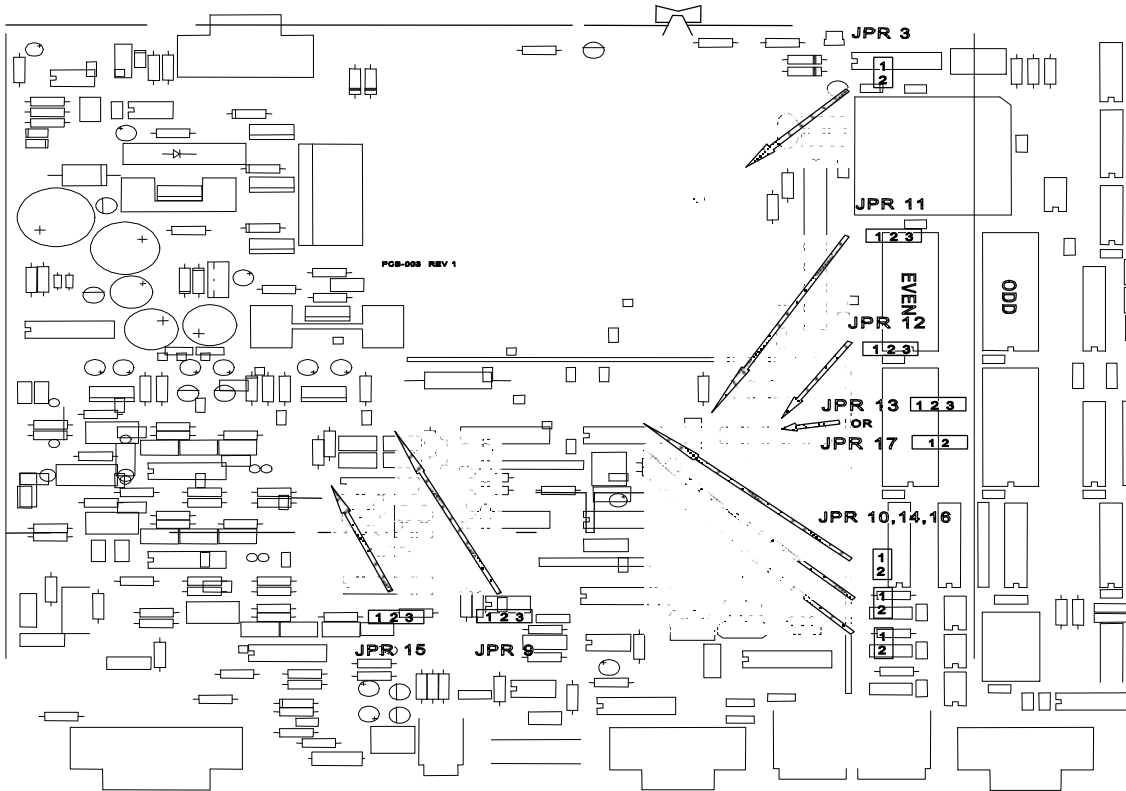 JPR 3
1
2
JPR 11
1 2 3
PCB-003 REV 1
EVEN
ODD
JPR 12
1 2 3
JPR 13
1 2 3
OR
JPR 17
1 2
JPR 10,14,16
1
2
1
2
1
2
1 2 3
1 2 3
JPR 15
JPR 9